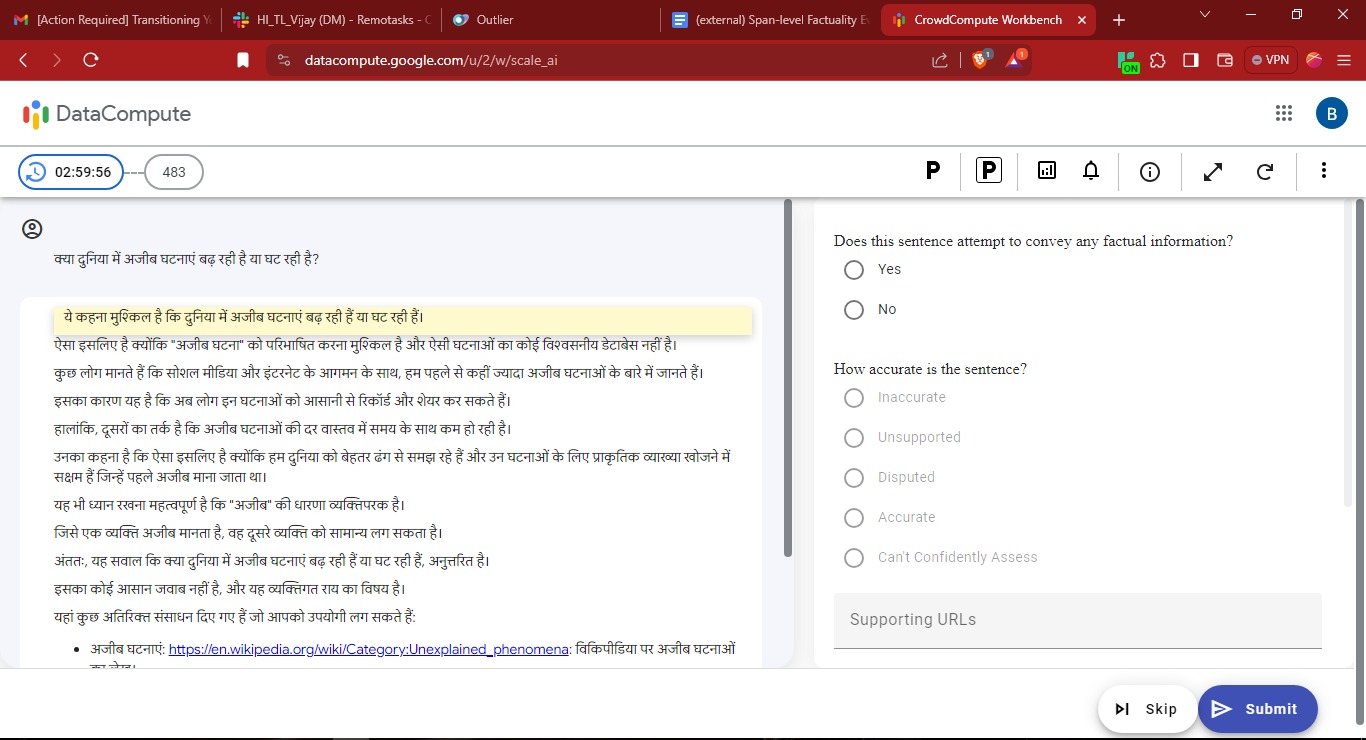 [Action Required] Transitioning Y
HI_TL_Vijay (DM) - Remotasks - C
Outlier
(external) Span-level Factuality E
CrowdCompute Workbench
datacompute.google.com/u/2/w/scale_ai
1
1
ON
VPN
DataCompute
B
02:59:56
483
P
P
क्या दुनिया में अजीब घटनाएं बढ़ रही है या घट रही है?
ये कहना मुश्किल है कि दुनिया में अजीब घटनाएं बढ़ रही हैं या घट रही हैं।
ऐसा इसलिए है क्योंकि "अजीब घटना" को परिभाषित करना मुश्किल है और ऐसी घटनाओं का कोई विश्वसनीय डेटाबेस नहीं है।
कुछ लोग मानते हैं कि सोशल मीडिया और इंटरनेट के आगमन के साथ, हम पहले से कहीं ज्यादा अजीब घटनाओं के बारे में जानते हैं।
इसका कारण यह है कि अब लोग इन घटनाओं को आसानी से रिकॉर्ड और शेयर कर सकते हैं।
हालांकि, दूसरों का तर्क है कि अजीब घटनाओं की दर वास्तव में समय के साथ कम हो रही है।
उनका कहना है कि ऐसा इसलिए है क्योंकि हम दुनिया को बेहतर ढंग से समझ रहे हैं और उन घटनाओं के लिए प्राकृतिक व्याख्या खोजने में
सक्षम हैं जिन्हें पहले अजीब माना जाता था।
यह भी ध्यान रखना महत्वपूर्ण है कि "अजीब" की धारणा व्यक्तिपरक है।
जिसे एक व्यक्ति अजीब मानता है, वह दूसरे व्यक्ति को सामान्य लग सकता है।
अंततः, यह सवाल कि क्या दुनिया में अजीब घटनाएं बढ़ रही हैं या घट रही हैं, अनुत्तरित है।
इसका कोई आसान जवाब नहीं है, और यह व्यक्तिगत राय का विषय है।
यहां कुछ अतिरिक्त संसाधन दिए गए हैं जो आपको उपयोगी लग सकते हैं:
• अजीब घटनाएं: https://en.wikipedia.org/wiki/Category:Unexplained_phenomena: विकिपीडिया पर अजीब घटनाओं
Does this sentence attempt to convey any factual information?
Yes
No
How accurate is the sentence?
Inaccurate
Unsupported
Disputed
Accurate
Can't Confidently Assess
Supporting URLs
Skip
Submit